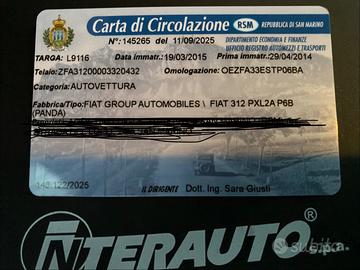 Carta di Circolazione RSM REPUBBLICA DI SAN MARINO
N°: 145265 del 11/09/2025 DIPARTIMENTO ECONOMIA E FINANZE
UFFICIO REGISTRO AUTOMEZZI E TRASPORTI
TARGA: L9116 Data immatr: 19/03/2015 Prima immatr: 29/04/2014
Telaio: ZFA31200003320432 Omologazione: OEZFA33ESTP06BA
Categoria: AUTOVETTURA
Fabbrica/Tipo: FIAT GROUP AUTOMOBILES \ FIAT 312 PXL2A P6B
(PANDA)
IL DIRIGENTE Dott. Ing. Sara Giusti
INTERAUTO® s.p.a
subito